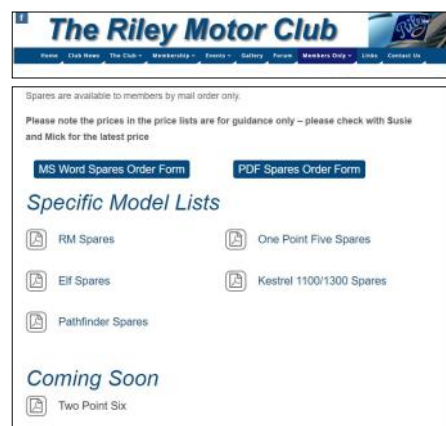 f
The Riley Motor Club
Riley
Home Club News The Club Membership Events Gallery Forum Members Only Links Contact Us
Spares are available to members by mail order only.
Please note the prices in the price lists are for guidance only – please check with Susie
and Mick for the latest price
MS Word Spares Order Form PDF Spares Order Form
Specific Model Lists
RM Spares One Point Five Spares
Elf Spares Kestrel 1100/1300 Spares
Pathfinder Spares
Coming Soon
Two Point Six